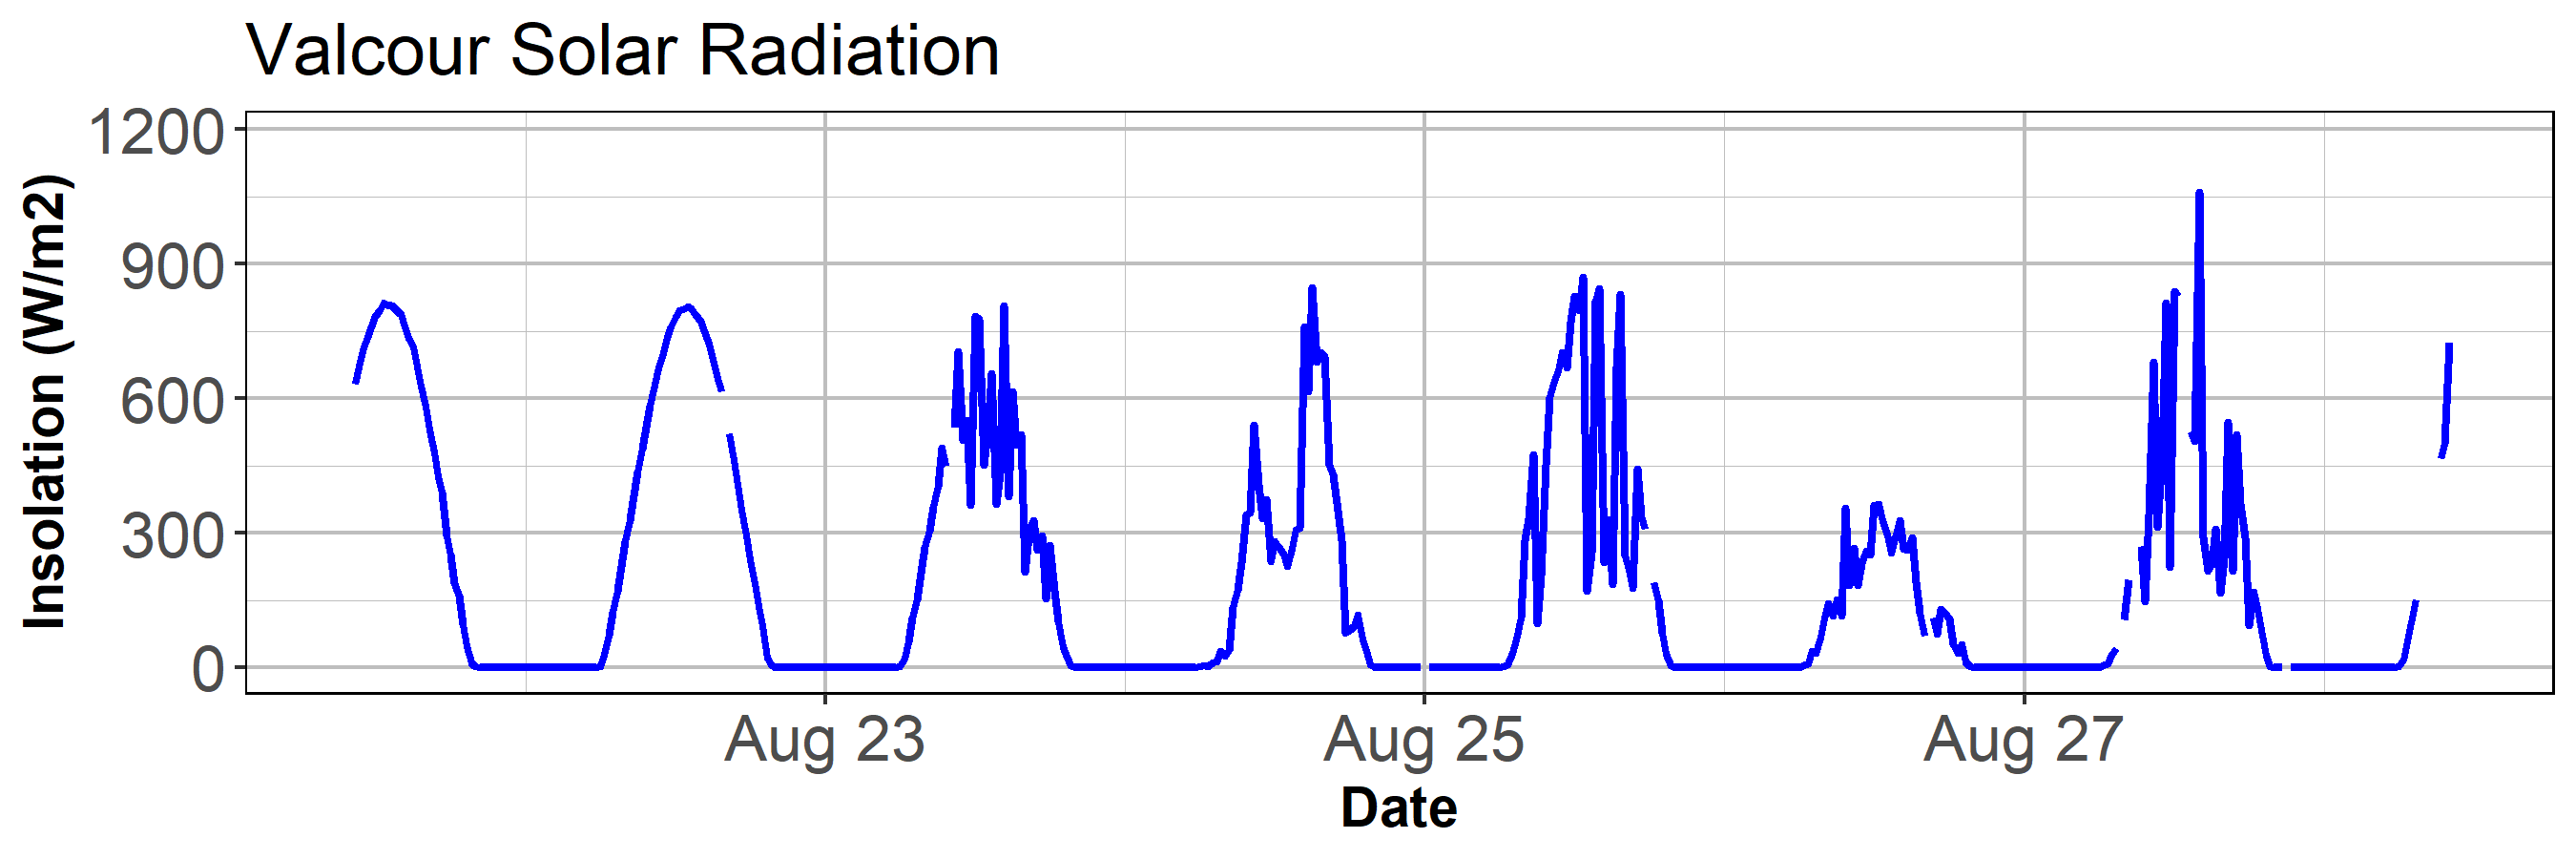 Valcour Solar Radiation
Insolation (W/m2)
1200
900
600
300
0
Aug 23
Aug 25
Aug 27
Date